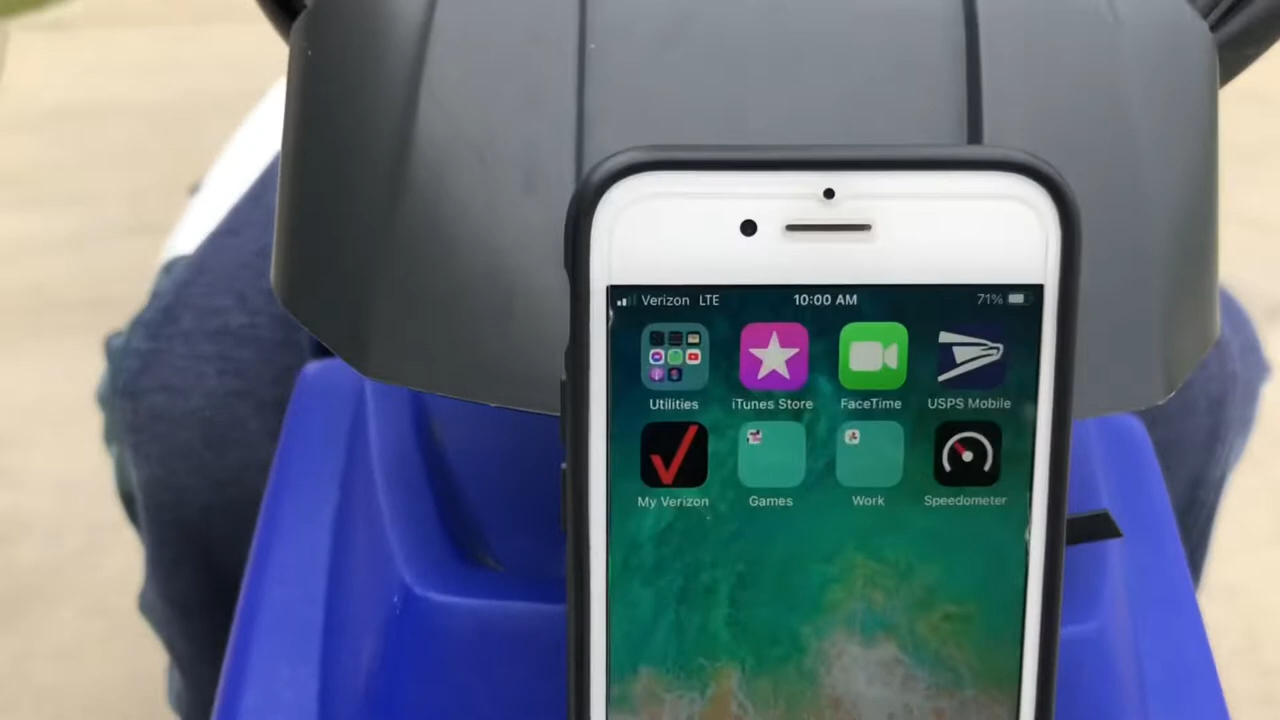 Verizon LTE 10:00 AM 71%
Utilities iTunes Store FaceTime USPS Mobile
My Verizon Games Work Speedometer